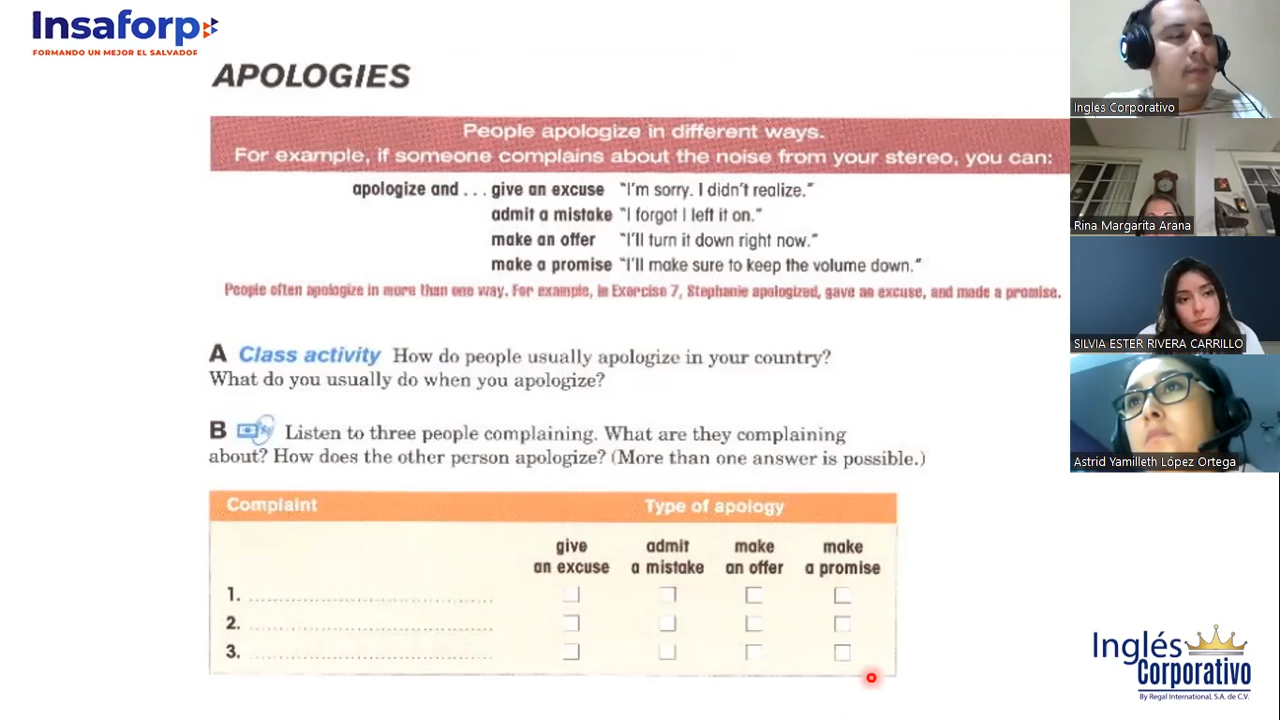 Insaforp
FORMANDO UN MEJOR EL SALVADOR
APOLOGIES
People apologize in different ways.
For example, if someone complains about the noise from your stereo, you can:
apologize and . . . give an excuse "I'm sorry. I didn't realize."
admit a mistake "I forgot I left it on."
make an offer "I'll turn it down right now."
make a promise "I'll make sure to keep the volume down."
People often apologize in more than one way. For example, in Exercise 7, Stephanie apologized, gave an excuse, and made a promise.
A Class activity How do people usually apologize in your country?
What do you usually do when you apologize?
B Listen to three people complaining. What are they complaining
about? How does the other person apologize? (More than one answer is possible.)
Complaint Type of apology
give an excuse admit a mistake make an offer make a promise
1.
2.
3.
Ingles Corporativo
Rina Margarita Arana
SILVIA ESTER RIVERA CARRILLO
Astrid Yamilleth López Ortega
Inglés
Corporativo
By Regal International, S.A. de C.V.